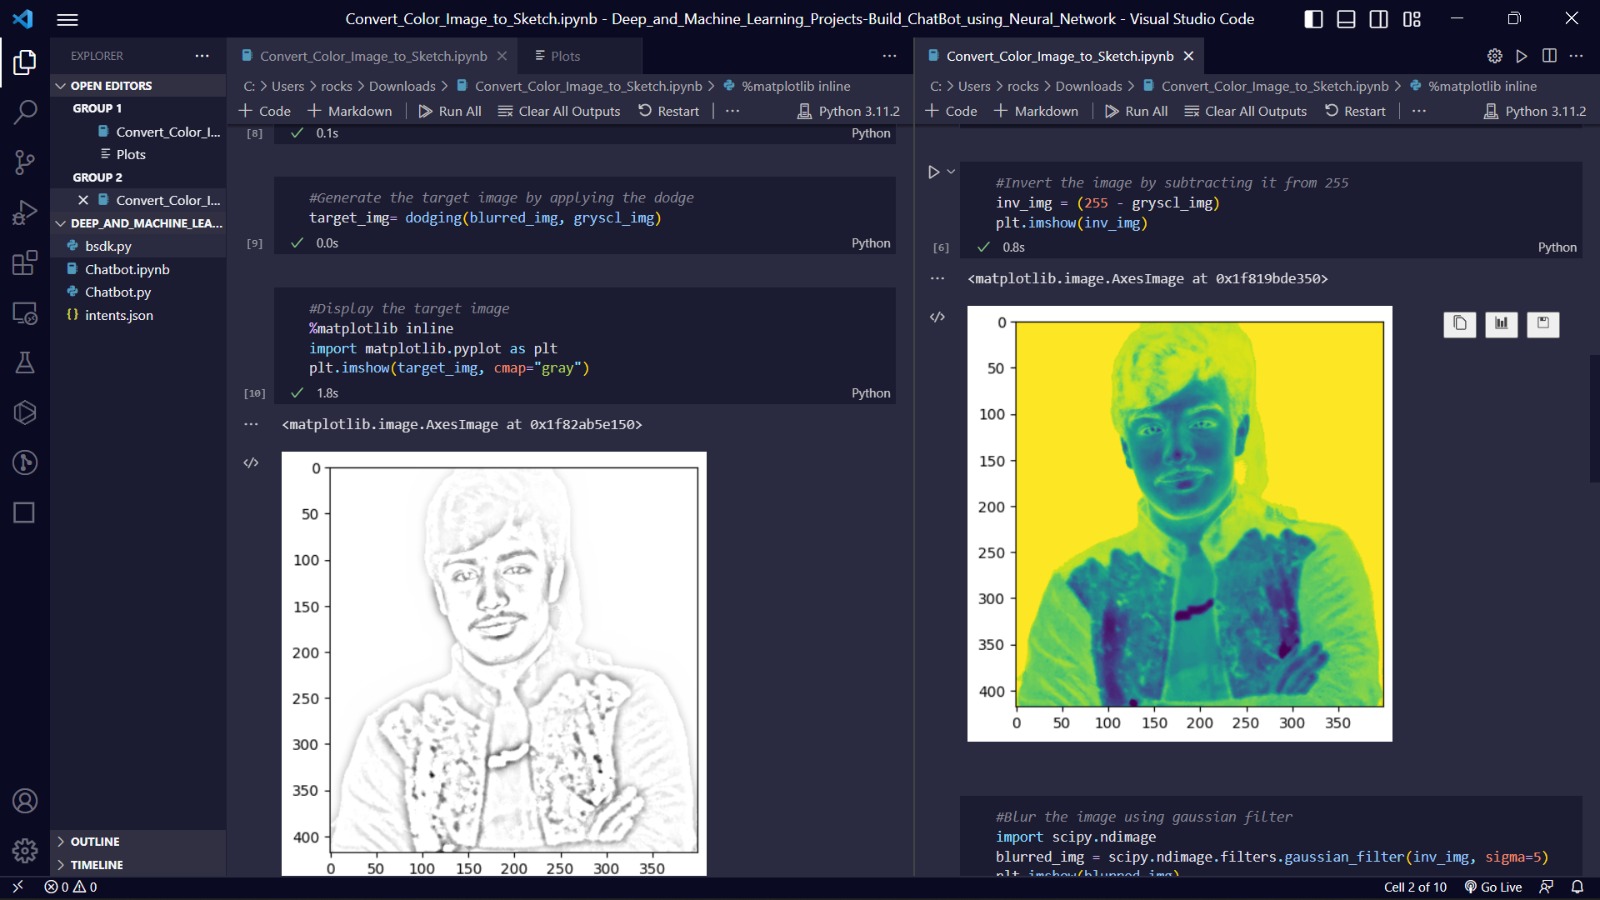 Convert_Color_Image_to_Sketch.ipynb - Deep_and_Machine_Learning_Projects-Build_ChatBot_using_Neural_Network - Visual Studio Code
EXPLORER
OPEN EDITORS
GROUP 1
Convert_Color_I...
Plots
GROUP 2
Convert_Color_I...
DEEP_AND_MACHINE_LEA...
bsdk.py
Chatbot.ipynb
Chatbot.py
{} intents.json
OUTLINE
TIMELINE
Convert_Color_Image_to_Sketch.ipynb
Plots
C: > Users > rocks > Downloads > Convert_Color_Image_to_Sketch.ipynb > %matplotlib inline
+ Code + Markdown Run All Clear All Outputs Restart ... Python 3.11.2
[8] ✓ 0.1s Python
#Generate the target image by applying the dodge
target_img= dodging(blurred_img, gryscl_img)
[9] ✓ 0.0s Python
#Display the target image
%matplotlib inline
import matplotlib.pyplot as plt
plt.imshow(target_img, cmap="gray")
[10] ✓ 1.8s Python
<matplotlib.image.AxesImage at 0x1f82ab5e150>
0
50
100
150
200
250
300
350
400
0 50 100 150 200 250 300 350
Convert_Color_Image_to_Sketch.ipynb
C: > Users > rocks > Downloads > Convert_Color_Image_to_Sketch.ipynb > %matplotlib inline
+ Code + Markdown Run All Clear All Outputs Restart ... Python 3.11.2
#Invert the image by subtracting it from 255
inv_img = (255 - gryscl_img)
plt.imshow(inv_img)
[6] ✓ 0.8s Python
<matplotlib.image.AxesImage at 0x1f819bde350>
0
50
100
150
200
250
300
350
400
0 50 100 150 200 250 300 350
#Blur the image using gaussian filter
import scipy.ndimage
blurred_img = scipy.ndimage.filters.gaussian_filter(inv_img, sigma=5)
plt.imshow(blurred_img)
0 0
Cell 2 of 10 Go Live